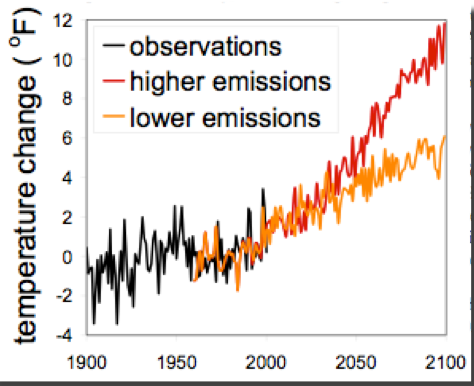 temperature change ( °F)
12
10
8
6
4
2
0
-2
-4
observations
higher emissions
lower emissions
1900 1950 2000 2050 2100